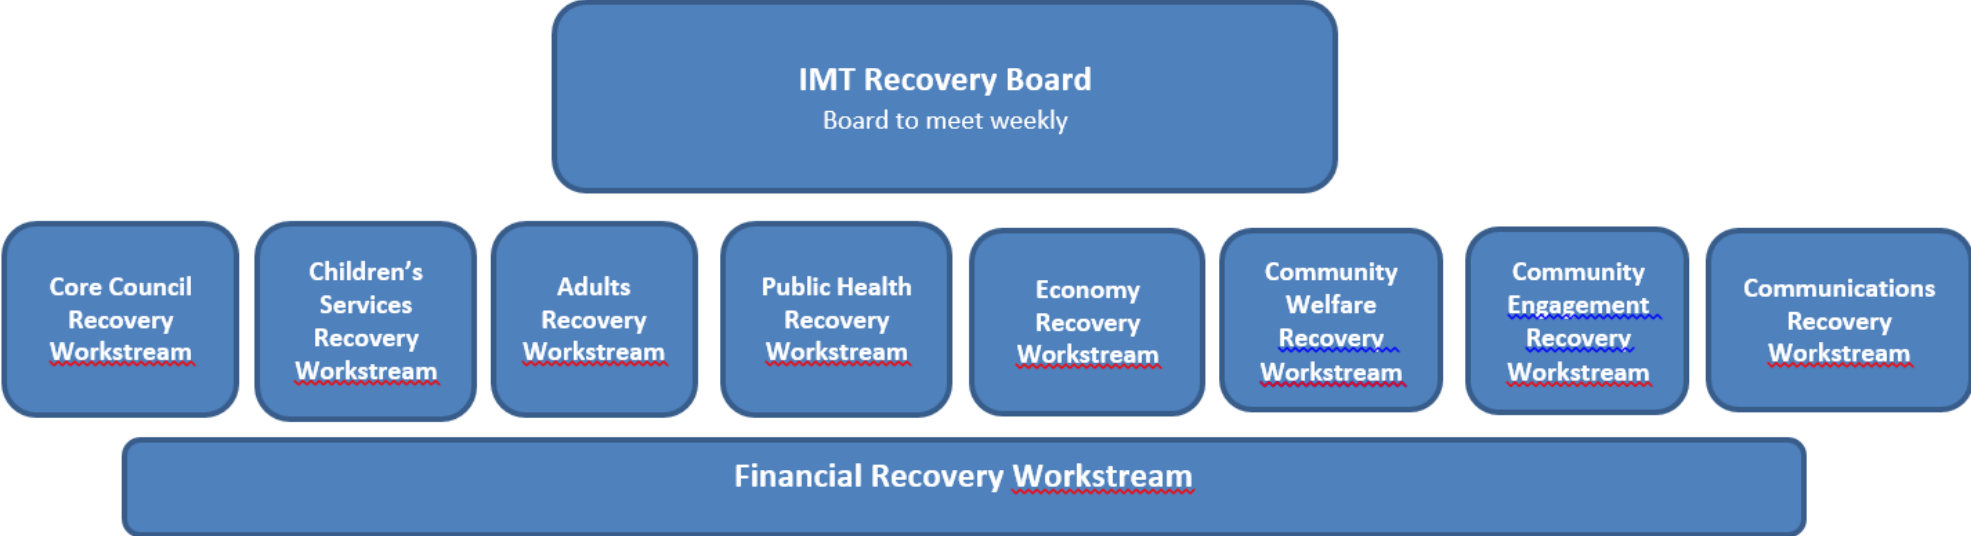 IMT Recovery Board
Board to meet weekly
Core Council
Recovery
Workstream
Children’s
Services
Recovery
Workstream
Adults
Recovery
Workstream
Public Health
Recovery
Workstream
Economy
Recovery
Workstream
Community
Welfare
Recovery
Workstream
Community
Engagement
Recovery
Workstream
Communications
Recovery
Workstream
Financial Recovery Workstream